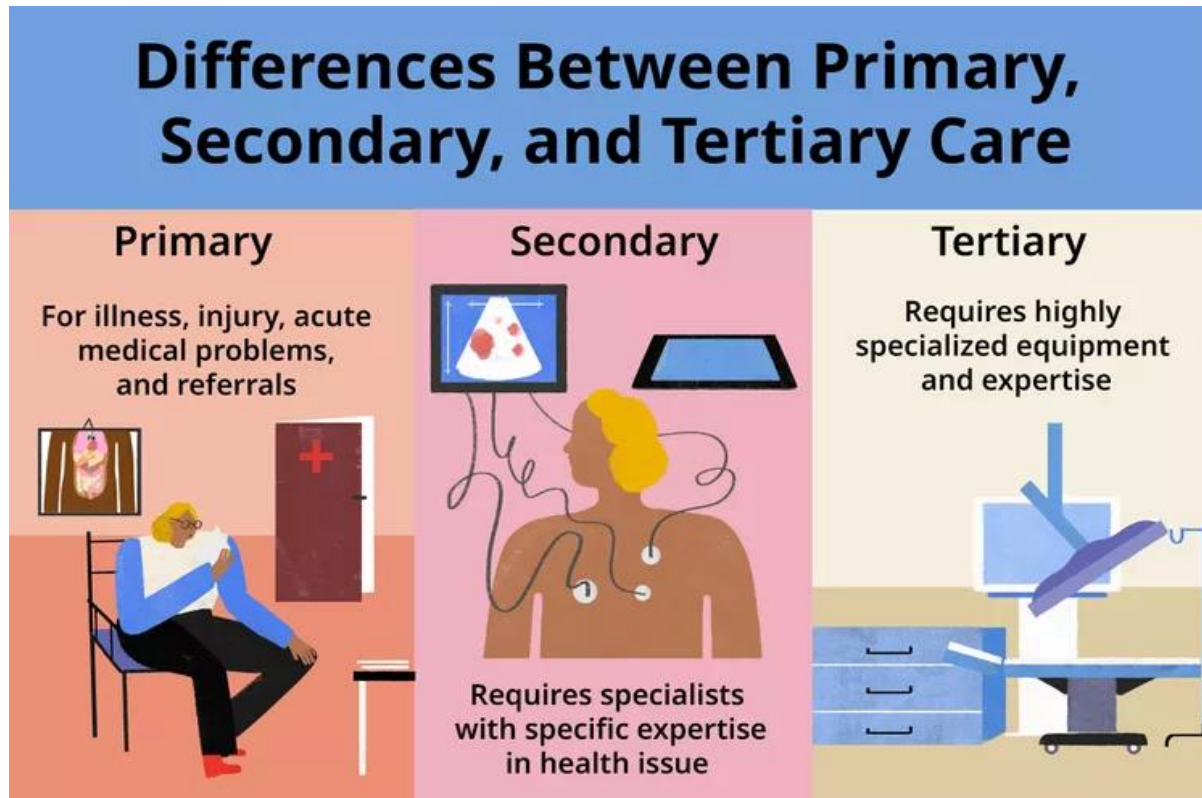 Differences Between Primary,
Secondary, and Tertiary Care
Primary
For illness, injury, acute
medical problems,
and referrals
Secondary
Requires specialists
with specific expertise
in health issue
Tertiary
Requires highly
specialized equipment
and expertise